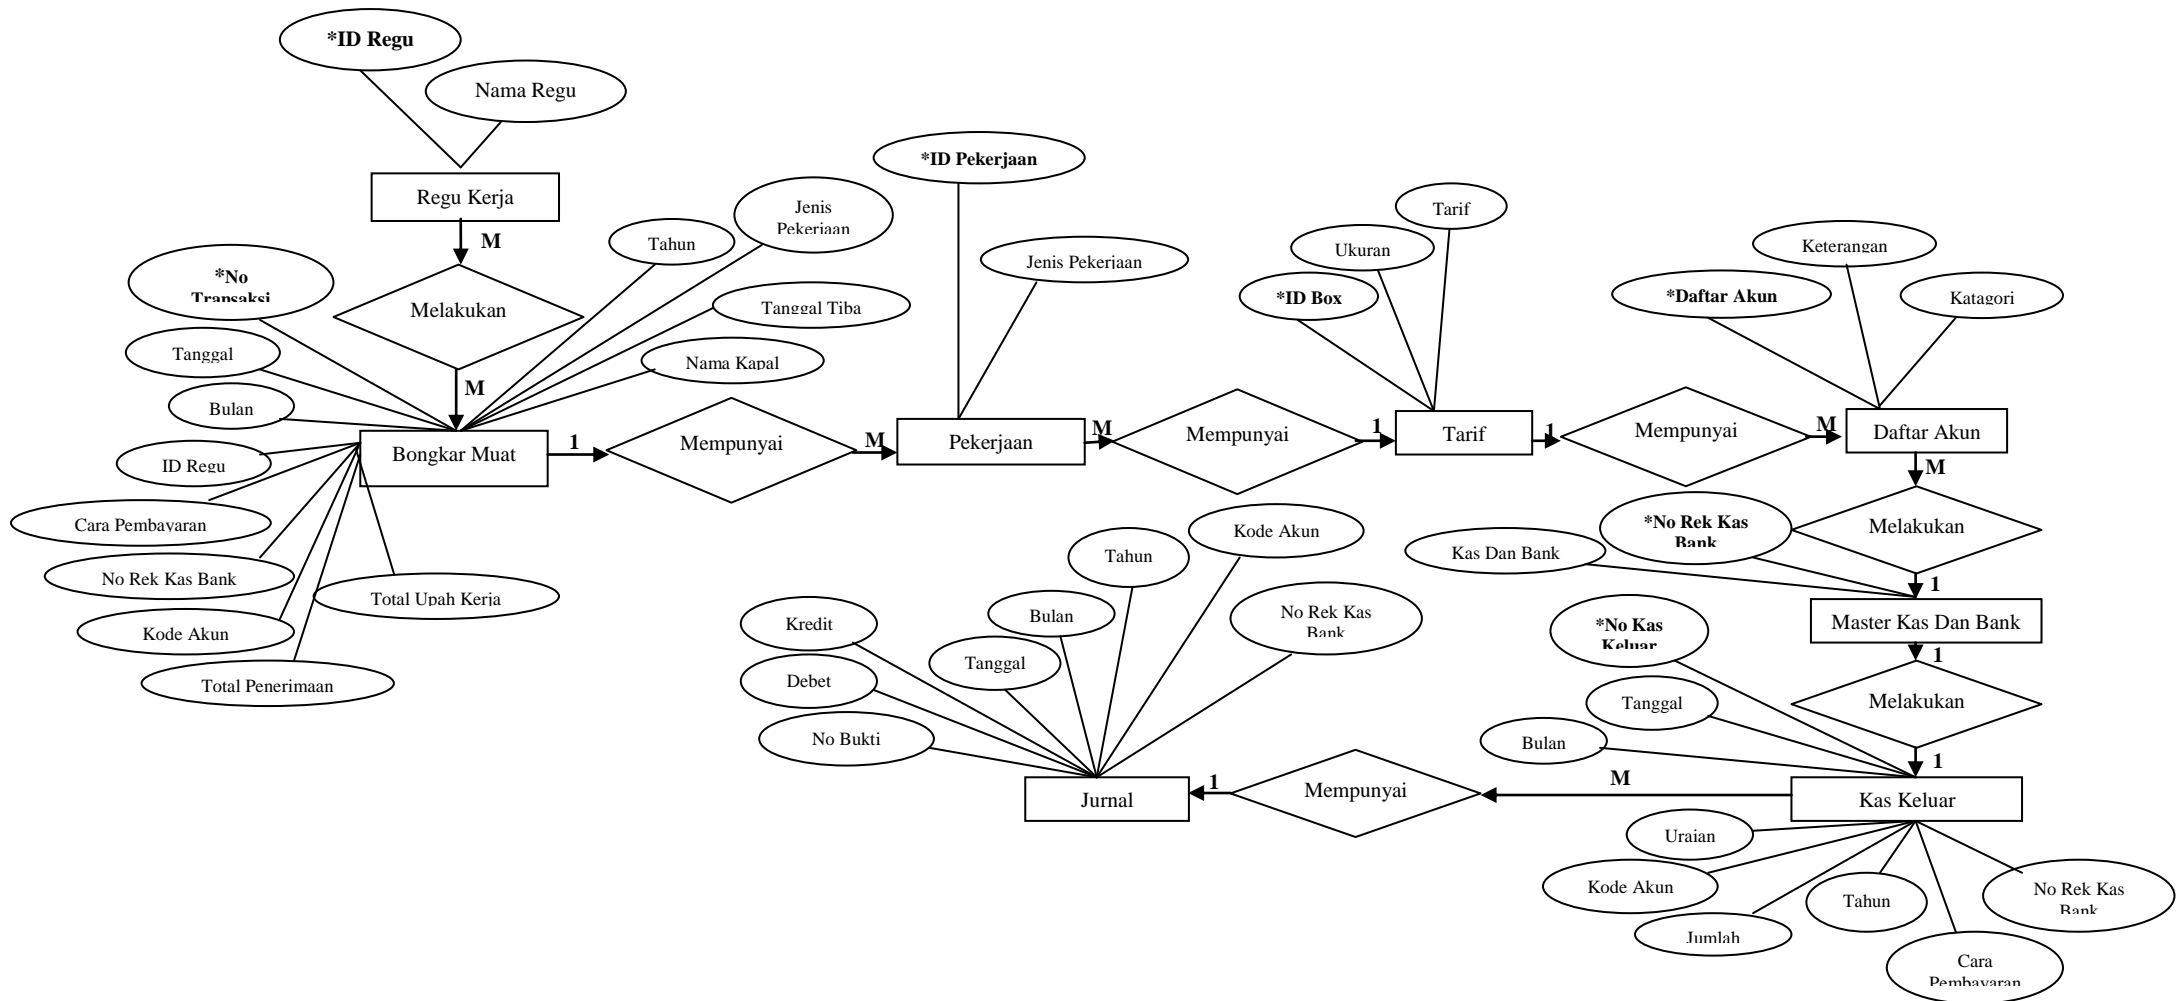 *ID Regu
Nama Regu
Regu Kerja
M
Melakukan
M
*No
Transaksi
Tanggal
Bulan
ID Regu
Cara Pembayaran
No Rek Kas Bank
Kode Akun
Total Penerimaan
Total Upah Kerja
Tahun
Jenis
Pekerjaan
Tanggal Tiba
Nama Kapal
Bongkar Muat
1
Mempunyai
M
*ID Pekerjaan
Jenis Pekerjaan
Pekerjaan
M
Mempunyai
1
*ID Box
Ukuran
Tarif
Tarif
1
Mempunyai
M
*Daftar Akun
Keterangan
Katagori
Daftar Akun
M
Melakukan
1
Kas Dan Bank
*No Rek Kas
Bank
Master Kas Dan Bank
1
Melakukan
1
*No Kas
Keluar
Tanggal
Bulan
Kas Keluar
Uraian
Kode Akun
Jumlah
Tahun
Cara
Pembayaran
No Rek Kas
Bank
M
Mempunyai
1
Jurnal
Kredit
Debet
No Bukti
Tanggal
Bulan
Tahun
Kode Akun
No Rek Kas
Bank